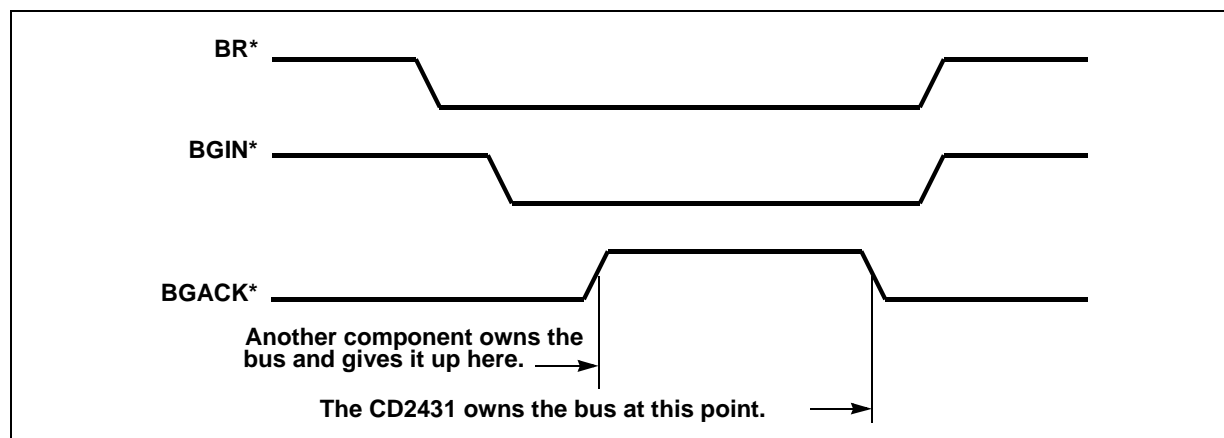 BR*
BGIN*
BGACK*
Another component owns the
bus and gives it up here.
The CD2431 owns the bus at this point.